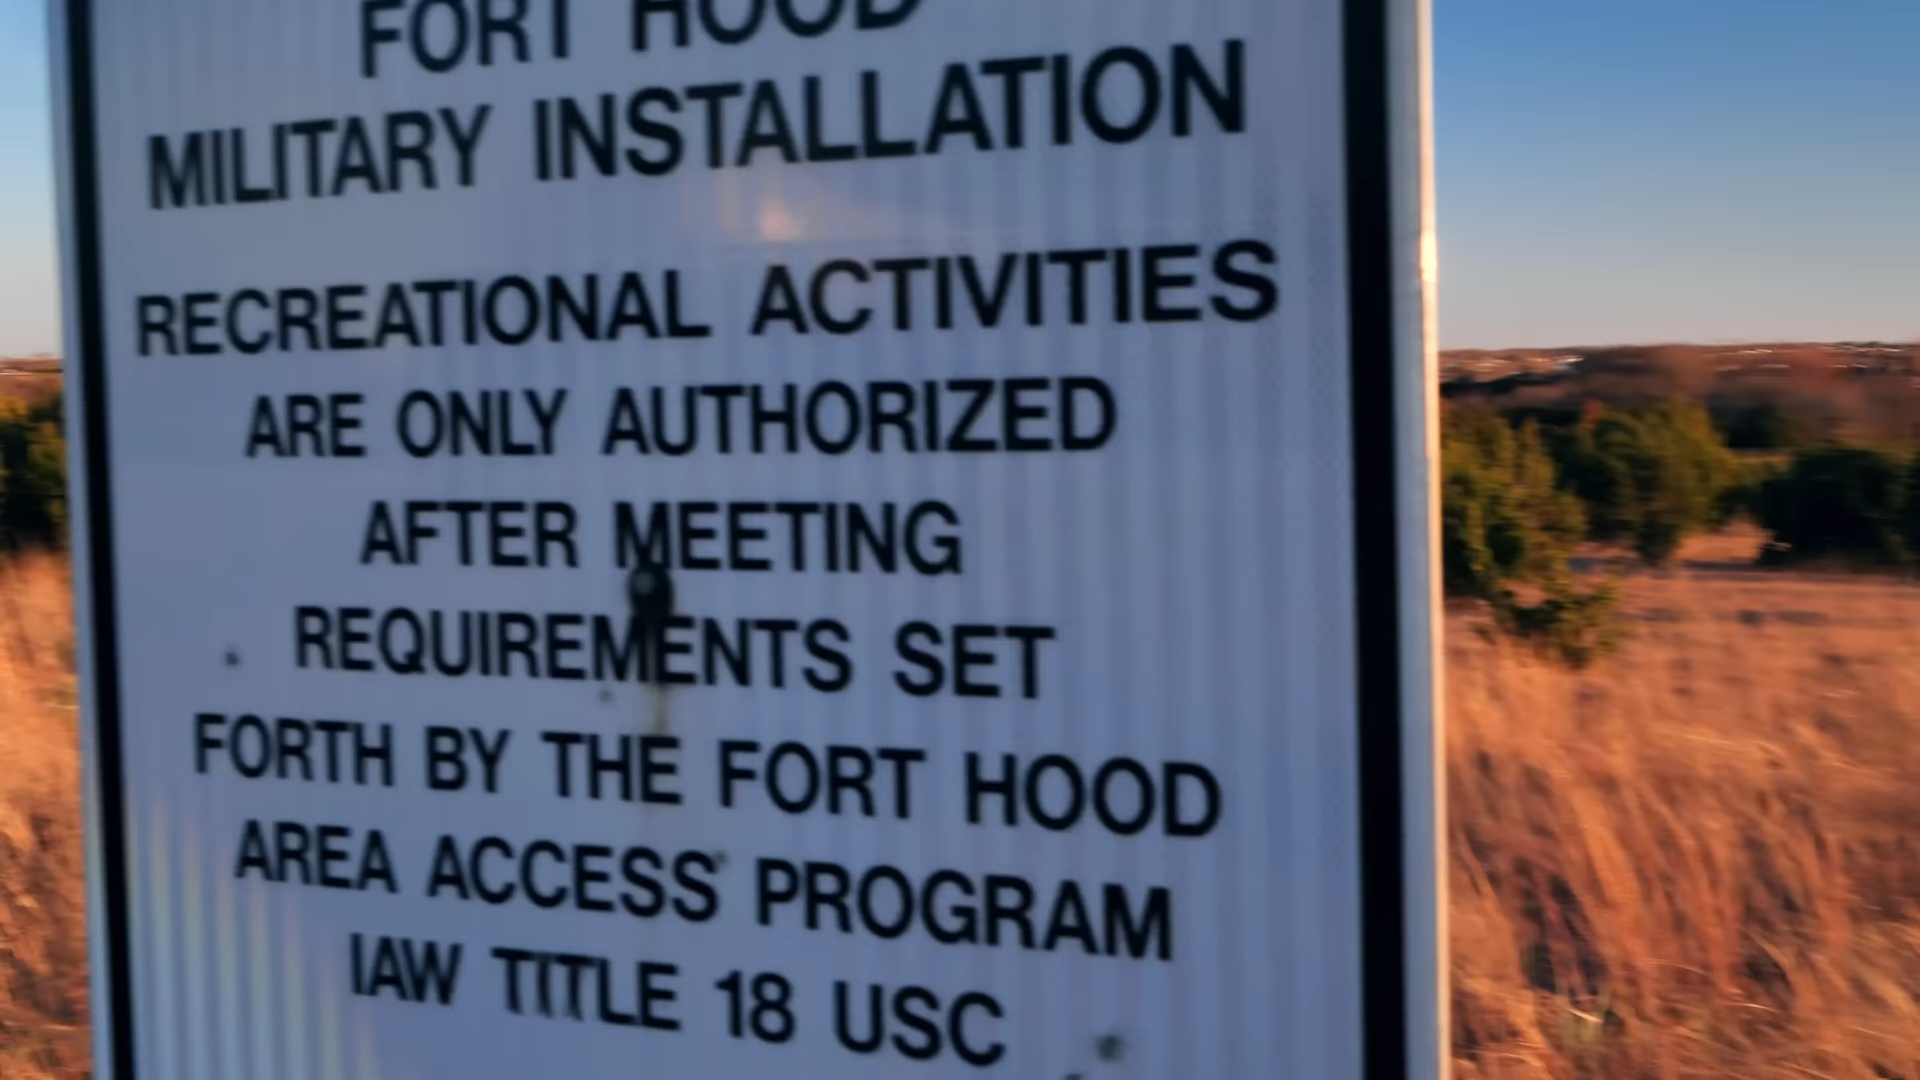 FORT HOOD
MILITARY INSTALLATION
RECREATIONAL ACTIVITIES
ARE ONLY AUTHORIZED
AFTER MEETING
REQUIREMENTS SET
FORTH BY THE FORT HOOD
AREA ACCESS PROGRAM
IAW TITLE 18 USC